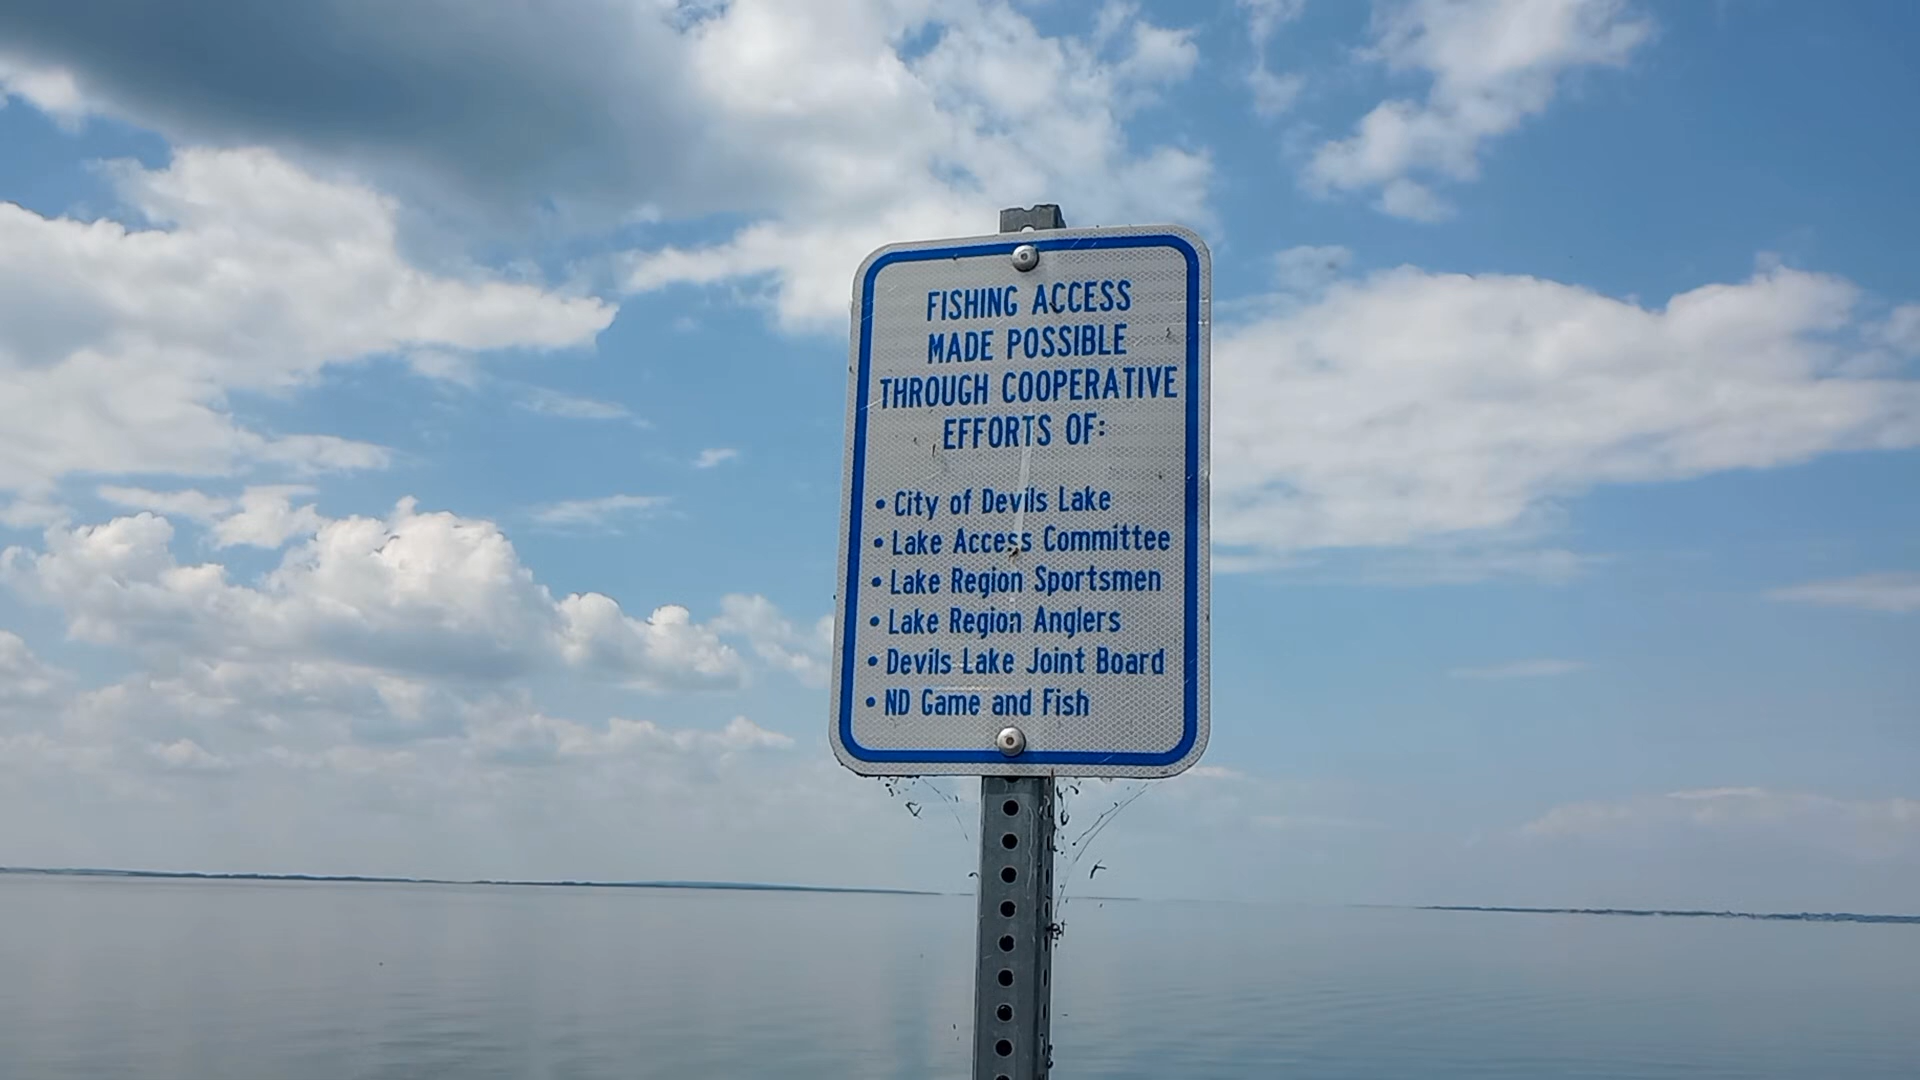 FISHING ACCESS
MADE POSSIBLE
THROUGH COOPERATIVE
EFFORTS OF:
• City of Devils Lake
• Lake Access Committee
• Lake Region Sportsmen
• Lake Region Anglers
• Devils Lake Joint Board
• ND Game and Fish